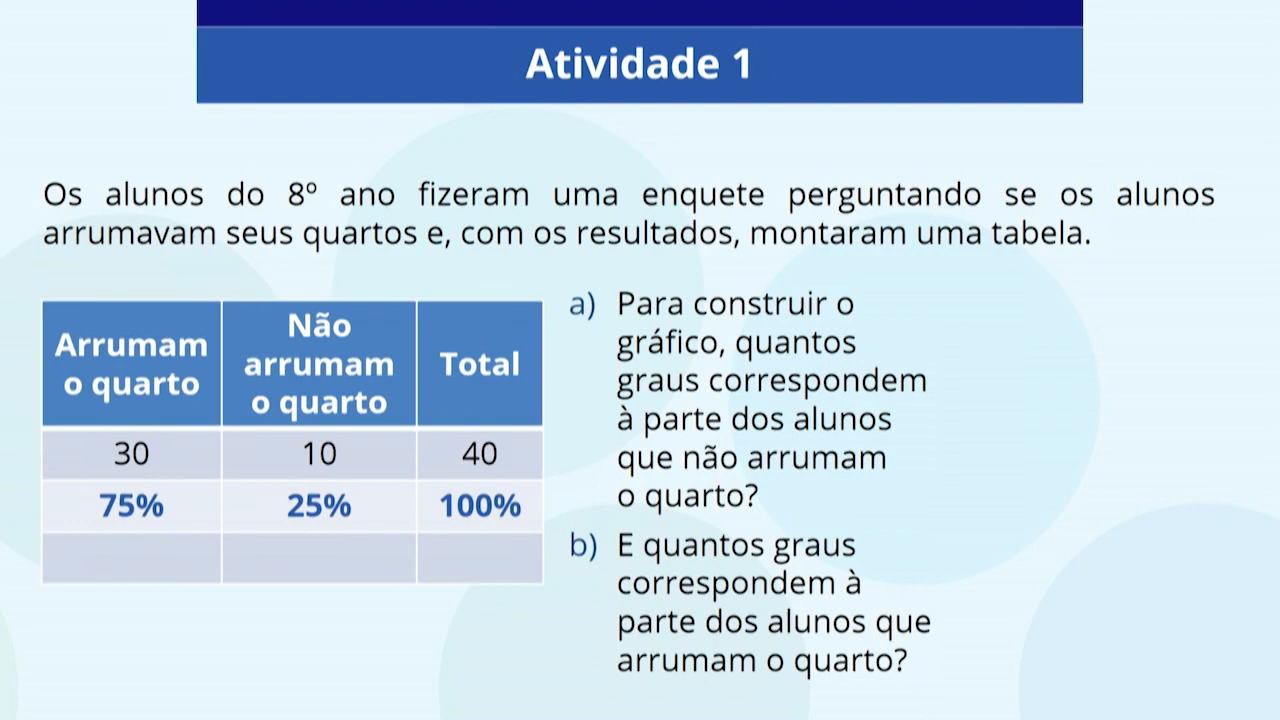 Atividade 1
Os alunos do 8º ano fizeram uma enquete perguntando se os alunos
arrumavam seus quartos e, com os resultados, montaram uma tabela.
Arrumam
o quarto
Não
arrumam
o quarto
Total
30
10
40
75%
25%
100%
a) Para construir o
gráfico, quantos
graus correspondem
à parte dos alunos
que não arrumam
o quarto?
b) E quantos graus
correspondem à
parte dos alunos que
arrumam o quarto?